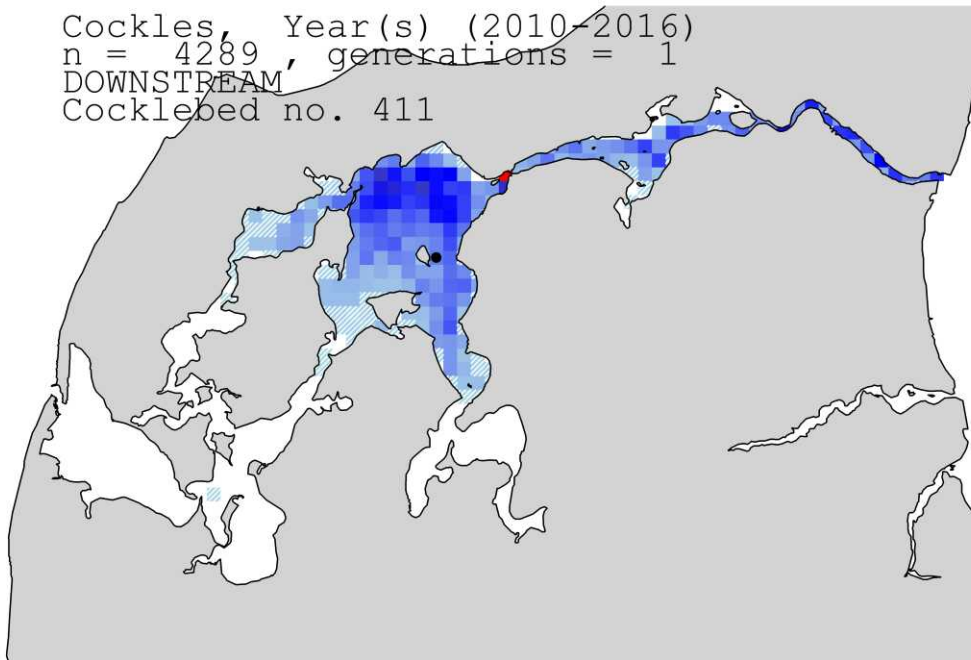 Cockles, Year(s) (2010-2016)
n = 4289 , generations = 1
DOWNSTREAM
Cocklebed no. 411